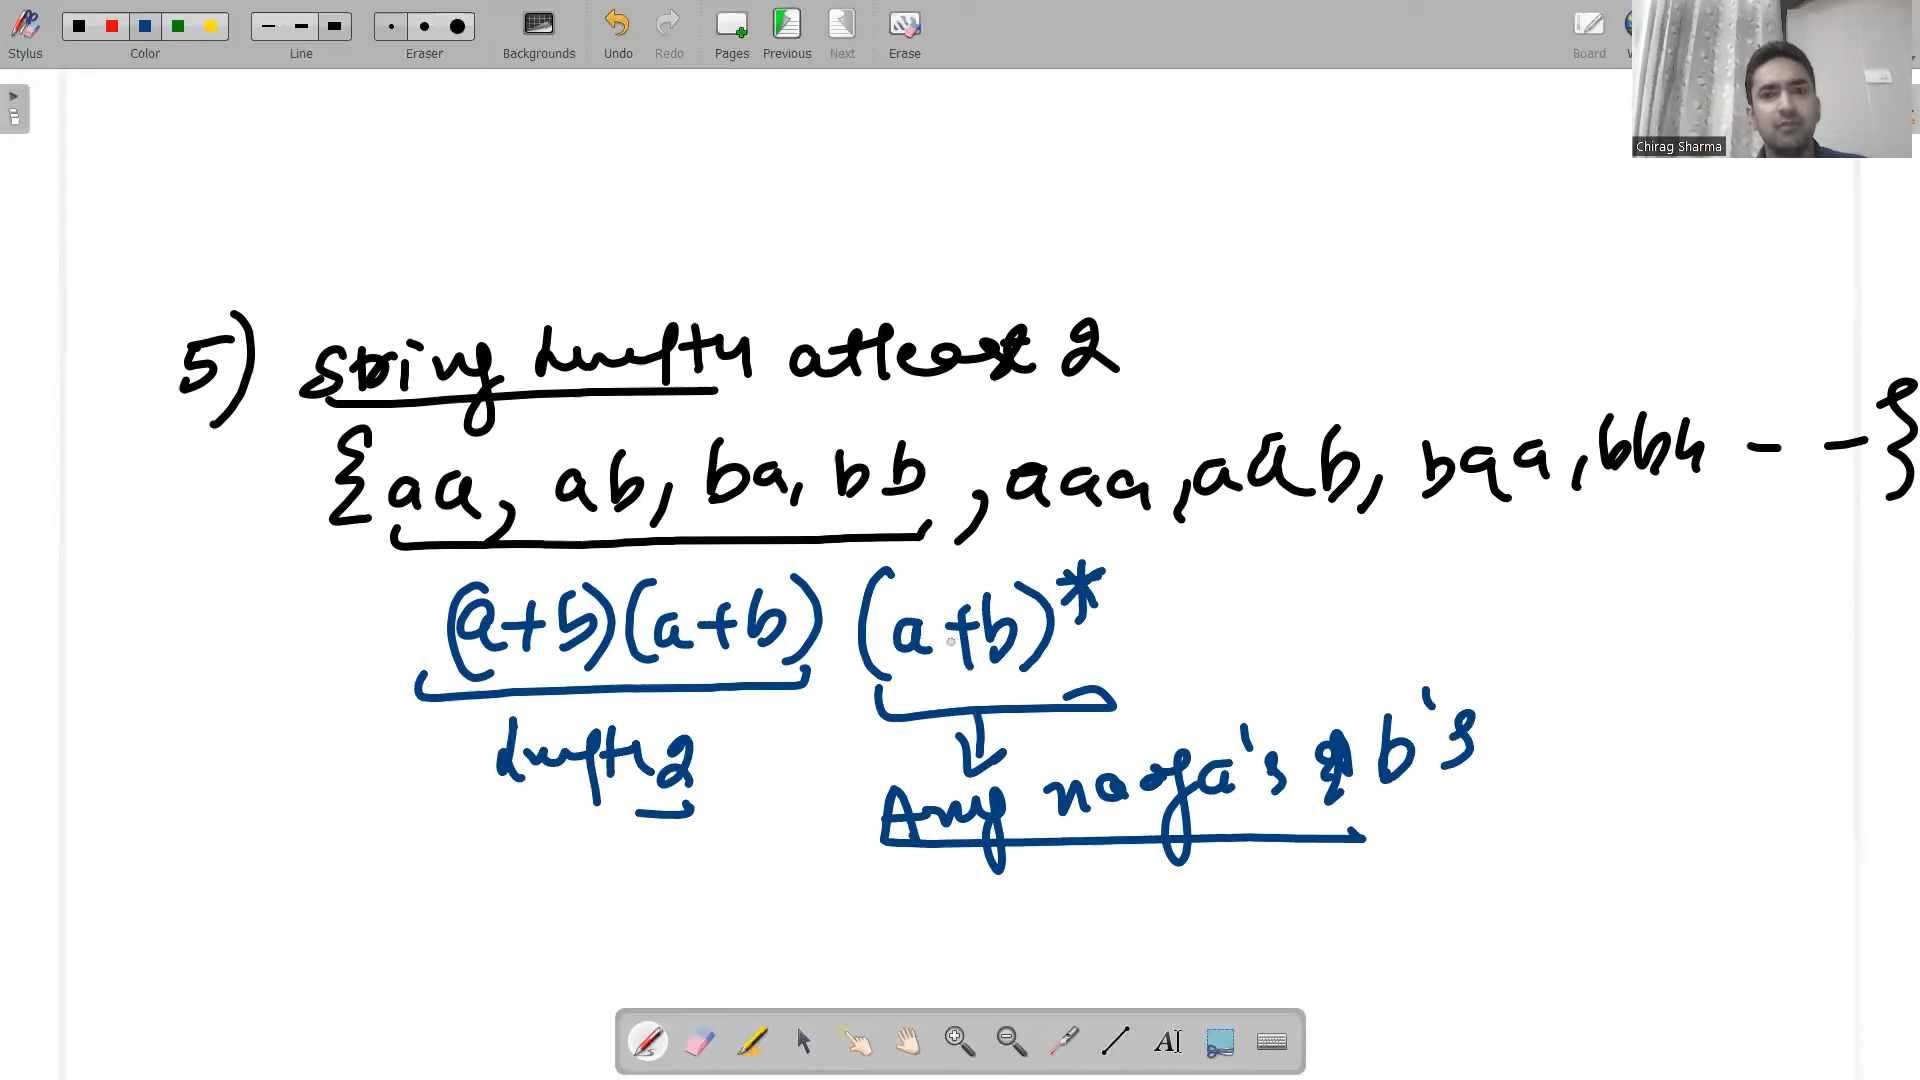 Stylus
Color
Line
Eraser
Backgrounds
Undo
Redo
Pages
Previous
Next
Erase
Board
Chirag Sharma
5) string length atleast 2
{aa, ab, ba, bb, aaa, aab, baa, bbb - - }
(a+b)(a+b) (a+b)*
length 2
Any no of a's & b's